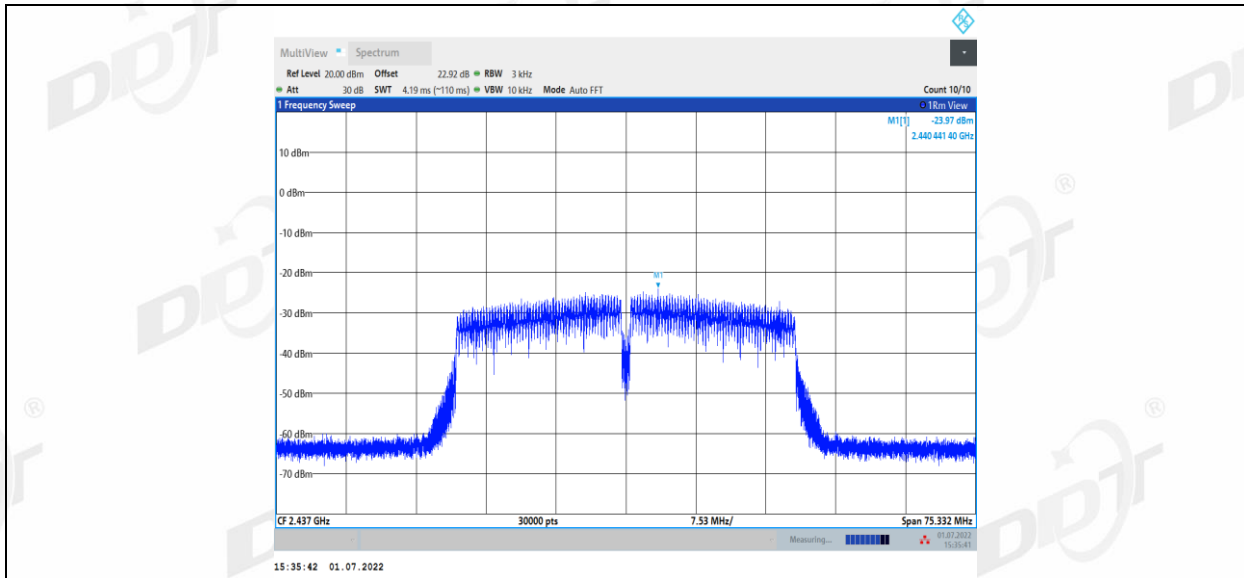 MultiView Spectrum
Ref Level 20.00 dBm Offset 22.92 dB RBW 3 kHz
Att 30 dB SWT 4.19 ms (~110 ms) VBW 10 kHz Mode Auto FFT Count 10/10
1 Frequency Sweep 1Rm View
M1[1] -23.97 dBm
2.440 441 40 GHz
10 dBm
0 dBm
-10 dBm
-20 dBm
M1
-30 dBm
-40 dBm
-50 dBm
-60 dBm
-70 dBm
CF 2.437 GHz 30000 pts 7.53 MHz/ Span 75.332 MHz
Measuring... 01.07.2022
15:35:41
15:35:42 01.07.2022
DDT
®